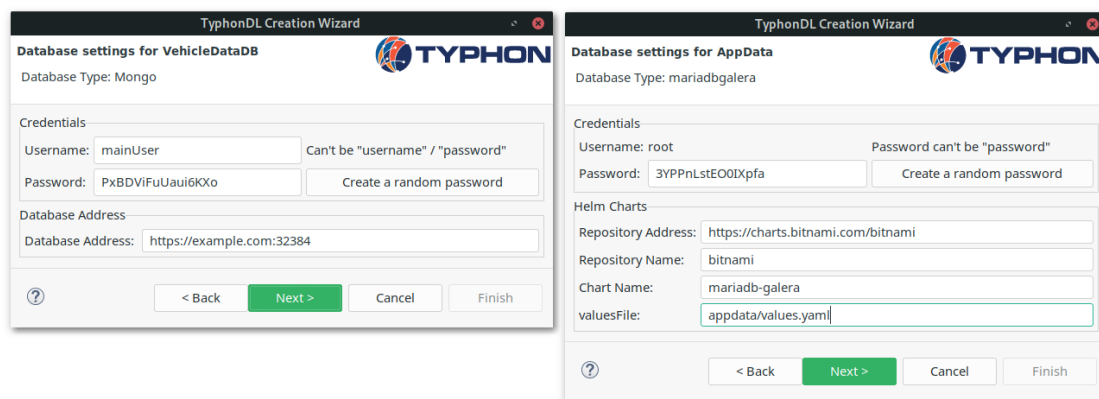 TyphonDL Creation Wizard
Database settings for VehicleDataDB
TYPHON
Database Type: Mongo
Credentials
Username: mainUser Can't be "username" / "password"
Password: PxBDViFuUaui6KXo Create a random password
Database Address
Database Address: https://example.com:32384
< Back Next > Cancel Finish
TyphonDL Creation Wizard
Database settings for AppData
TYPHON
Database Type: mariadbgalera
Credentials
Username: root Password can't be "password"
Password: 3YPPnLstEO0IXpfa Create a random password
Helm Charts
Repository Address: https://charts.bitnami.com/bitnami
Repository Name: bitnami
Chart Name: mariadb-galera
valuesFile: appdata/values.yaml
< Back Next > Cancel Finish